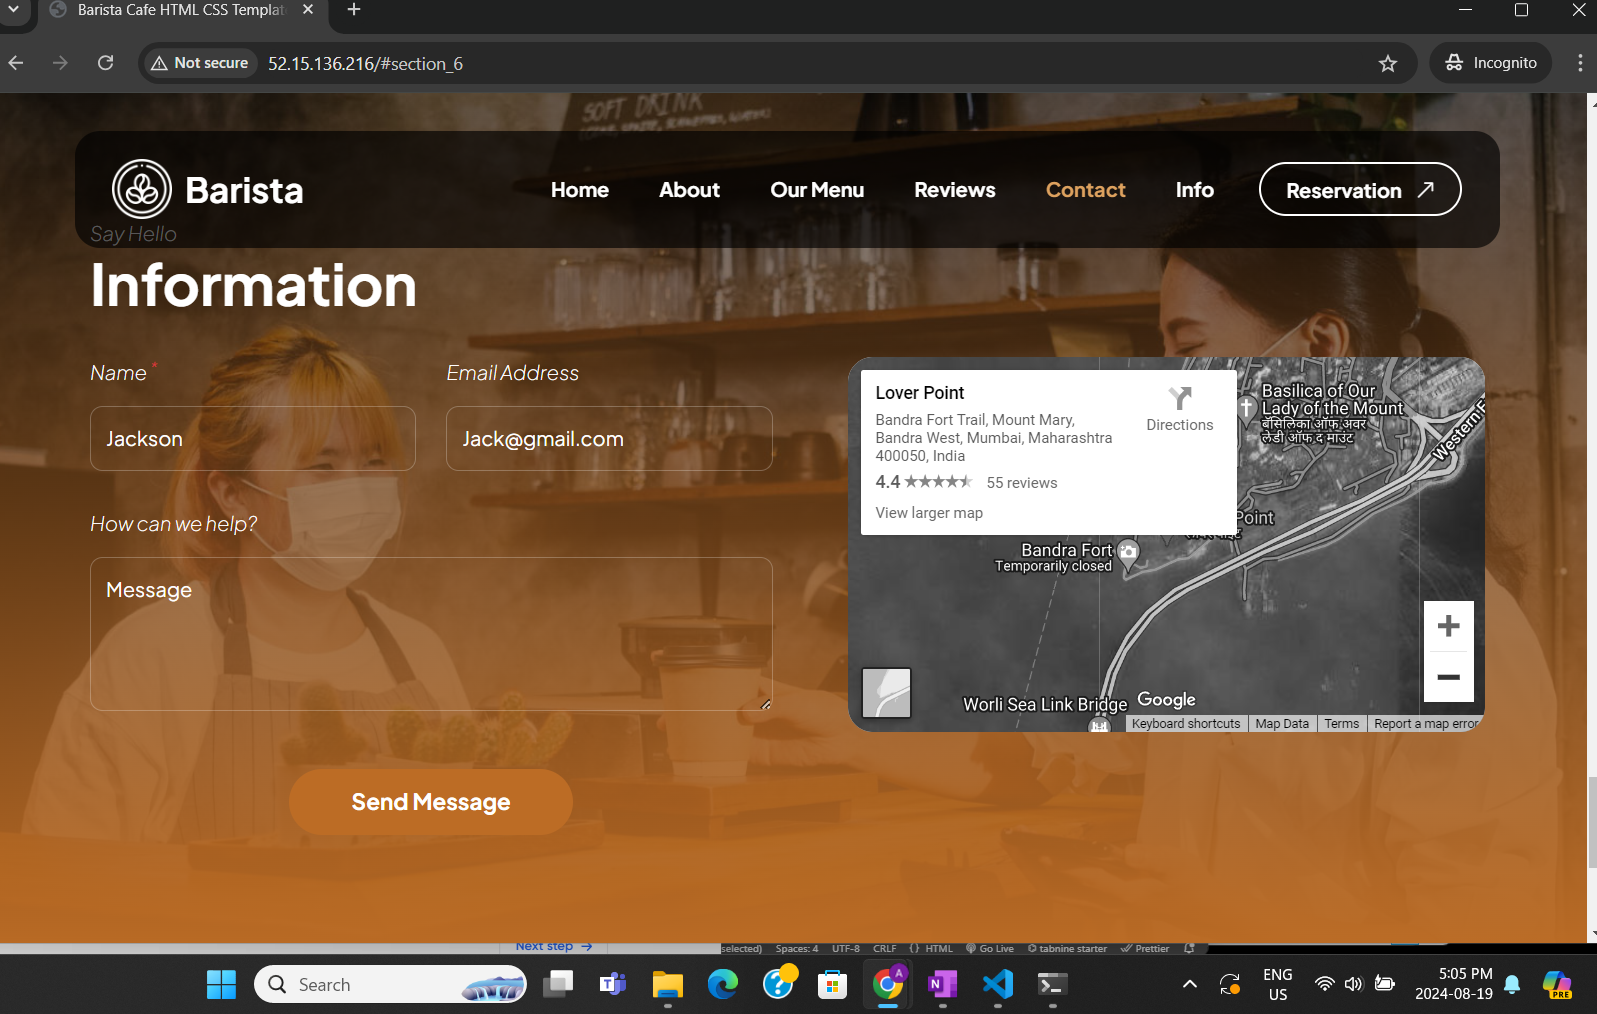 Barista Cafe HTML CSS Templat
Not secure
52.15.136.216/#section_6
Incognito
SOFT DRINK
Barista
Home
About
Our Menu
Reviews
Contact
Info
Reservation
Say Hello
Information
Name *
Email Address
Jackson
Jack@gmail.com
How can we help?
Message
Send Message
Lover Point
Bandra Fort Trail, Mount Mary,
Bandra West, Mumbai, Maharashtra
400050, India
4.4
55 reviews
View larger map
Directions
Basilica of Our
Lady of the Mount
बॅसिलिका ऑफ अवर
लेडी ऑफ द माउंट
Western F
Point
Bandra Fort
Temporarily closed
Worli Sea Link Bridge
Google
Keyboard shortcuts
Map Data
Terms
Report a map error
Next step →
selected)
Spaces: 4
UTF-8
CRLF
{} HTML
Go Live
tabnine starter
Prettier
Search
ENG
US
5:05 PM
2024-08-19
PRE